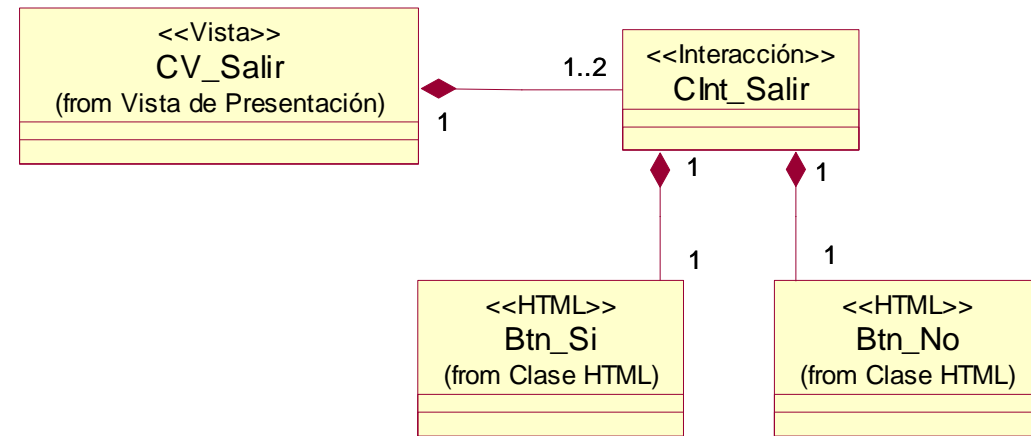 <<Vista>>
CV_Salir
(from Vista de Presentación)
1
1..2
<<Interacción>>
CInt_Salir
1
1
1
1
<<HTML>>
Btn_Si
(from Clase HTML)
<<HTML>>
Btn_No
(from Clase HTML)